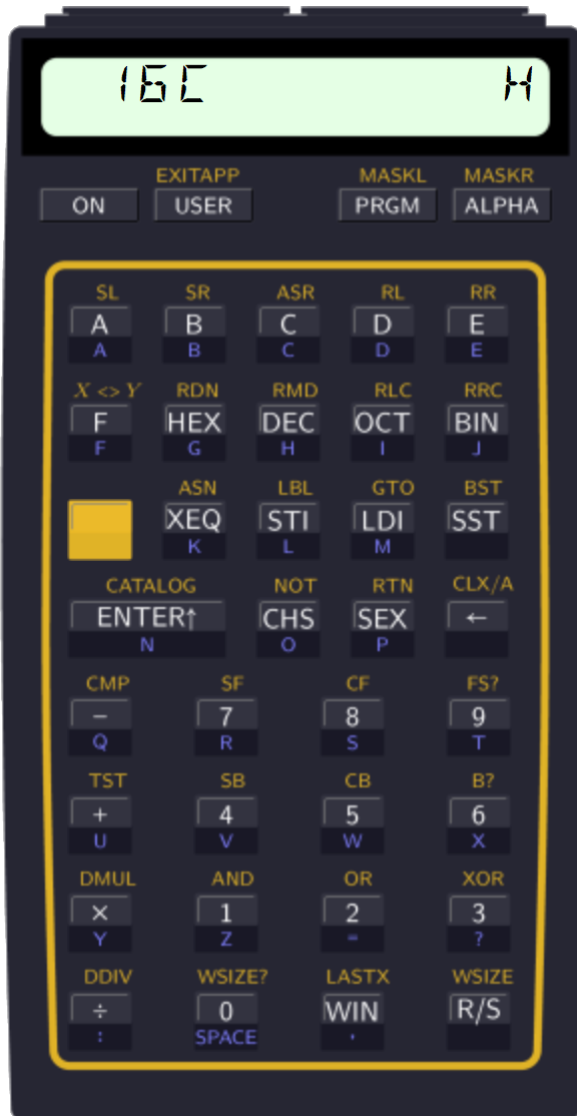 16C H
EXITAPP MASKL MASKR
ON USER PRGM ALPHA
SL SR ASR RL RR
A B C D E
A B C D E
X <> Y RDN RMD RLC RRC
F HEX DEC OCT BIN
F G H I J
ASN LBL GTO BST
XEQ STI LDI SST
K L M
CATALOG NOT RTN CLX/A
ENTER↑ CHS SEX ←
N O P
CMP SF CF FS?
− 7 8 9
Q R S T
TST SB CB B?
+ 4 5 6
U V W X
DMUL AND OR XOR
× 1 2 3
Y Z = ?
DDIV WSIZE? LASTX WSIZE
÷ 0 WIN R/S
: SPACE .